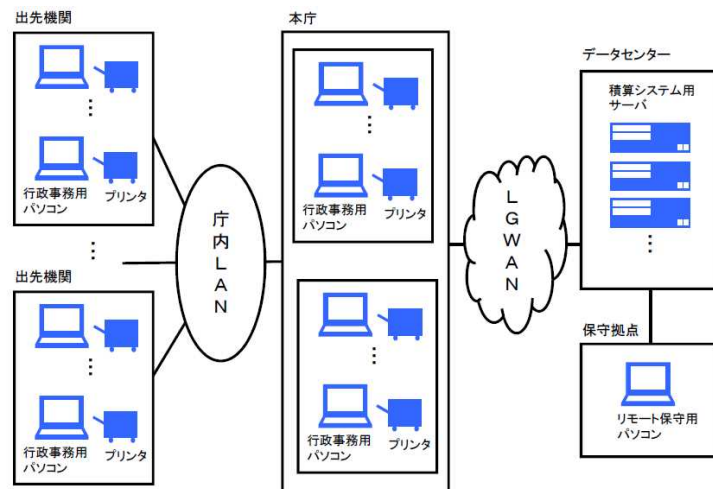 出先機関
行政事務用
パソコン
プリンタ
出先機関
行政事務用
パソコン
プリンタ
庁内LAN
本庁
行政事務用
パソコン
プリンタ
行政事務用
パソコン
プリンタ
LGWAN
データセンター
積算システム用
サーバ
保守拠点
リモート保守用
パソコン